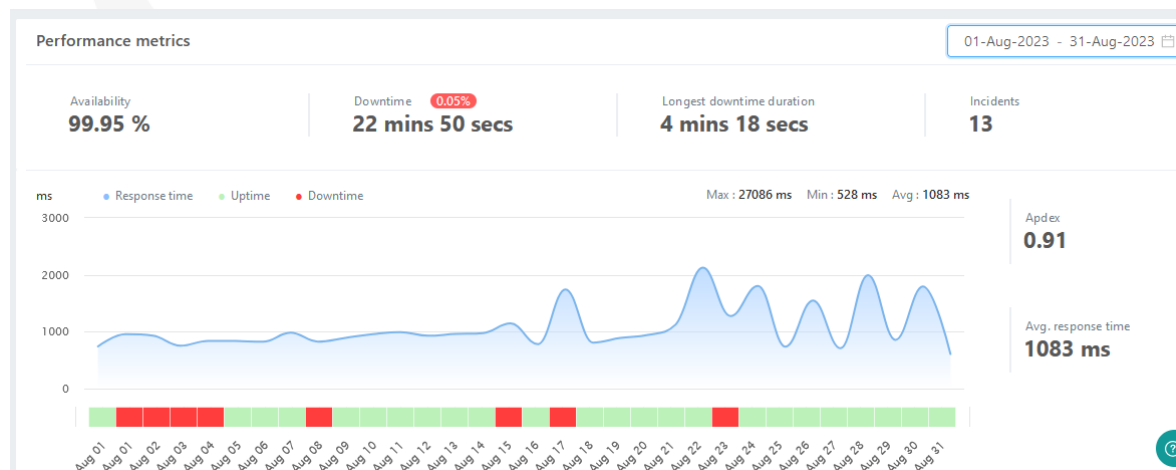 Performance metrics
01-Aug-2023 - 31-Aug-2023
Availability
99.95 %
Downtime 0.05%
22 mins 50 secs
Longest downtime duration
4 mins 18 secs
Incidents
13
ms
Response time Uptime Downtime
Max : 27086 ms Min : 528 ms Avg : 1083 ms
3000
2000
1000
0
Apdex
0.91
Avg. response time
1083 ms
Aug 01 Aug 01 Aug 02 Aug 03 Aug 04 Aug 05 Aug 06 Aug 07 Aug 08 Aug 09 Aug 10 Aug 11 Aug 12 Aug 13 Aug 14 Aug 15 Aug 16 Aug 17 Aug 18 Aug 19 Aug 20 Aug 21 Aug 22 Aug 23 Aug 24 Aug 25 Aug 26 Aug 27 Aug 28 Aug 29 Aug 30 Aug 31